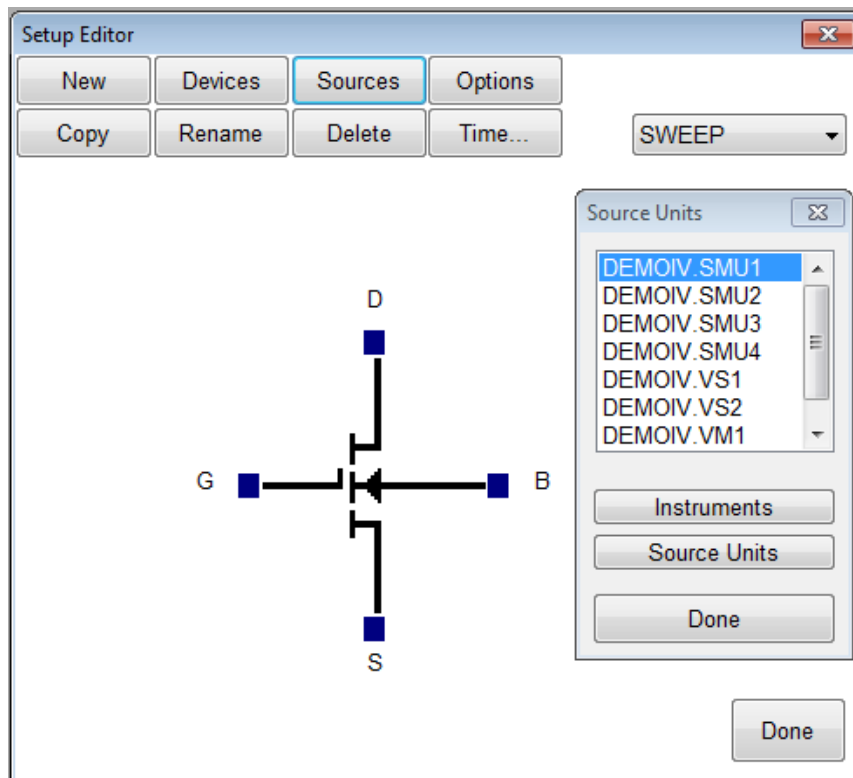 Setup Editor
New Devices Sources Options
Copy Rename Delete Time... SWEEP
Source Units
DEMOIV.SMU1
DEMOIV.SMU2
DEMOIV.SMU3
DEMOIV.SMU4
DEMOIV.VS1
DEMOIV.VS2
DEMOIV.VM1
D
G B
S
Instruments
Source Units
Done
Done